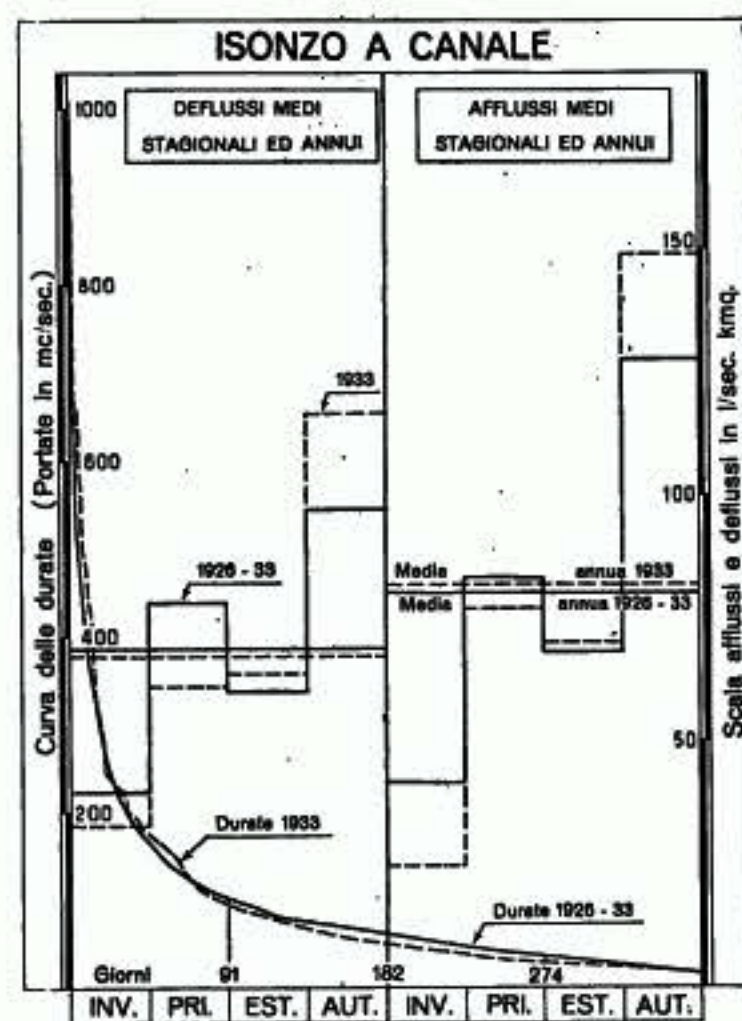 ISONZO A CANALE
DEFLUSSI MEDI
STAGIONALI ED ANNUI
AFFLUSSI MEDI
STAGIONALI ED ANNUI
Curva delle durate (Portate in mc/sec.)
1000
800
600
400
200
Scala afflussi e deflussi in l/sec. kmq.
150
100
50
1933
1926 - 33
Media annua 1933
Media annua 1926 - 33
Durate 1933
Durate 1926 - 33
Giorni 91 182 274
INV. PRI. EST. AUT. INV. PRI. EST. AUT.